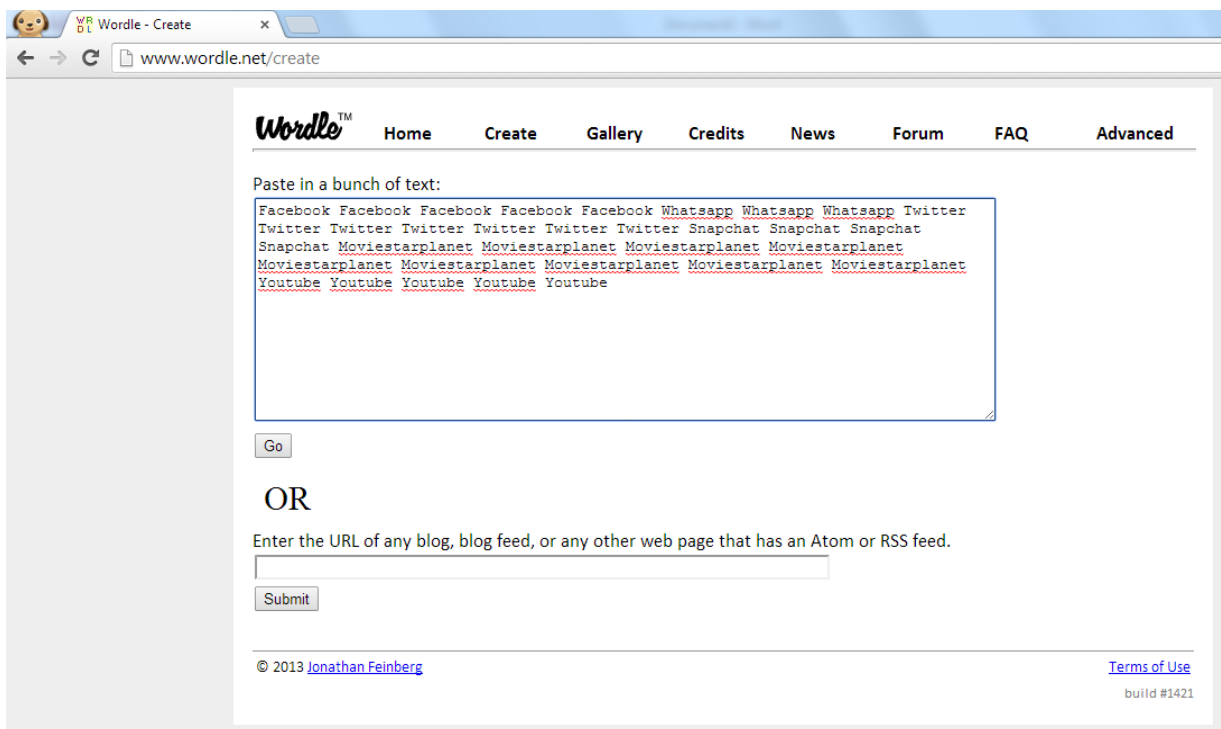 WR DL Wordle - Create
www.wordle.net/create
Wordle™ Home Create Gallery Credits News Forum FAQ Advanced
Paste in a bunch of text:
Facebook Facebook Facebook Facebook Facebook Whatsapp Whatsapp Whatsapp Twitter
Twitter Twitter Twitter Twitter Twitter Twitter Snapchat Snapchat Snapchat
Snapchat Moviestarplanet Moviestarplanet Moviestarplanet Moviestarplanet
Moviestarplanet Moviestarplanet Moviestarplanet Moviestarplanet Moviestarplanet
Youtube Youtube Youtube Youtube Youtube
Go
OR
Enter the URL of any blog, blog feed, or any other web page that has an Atom or RSS feed.
Submit
© 2013 Jonathan Feinberg Terms of Use
build #1421